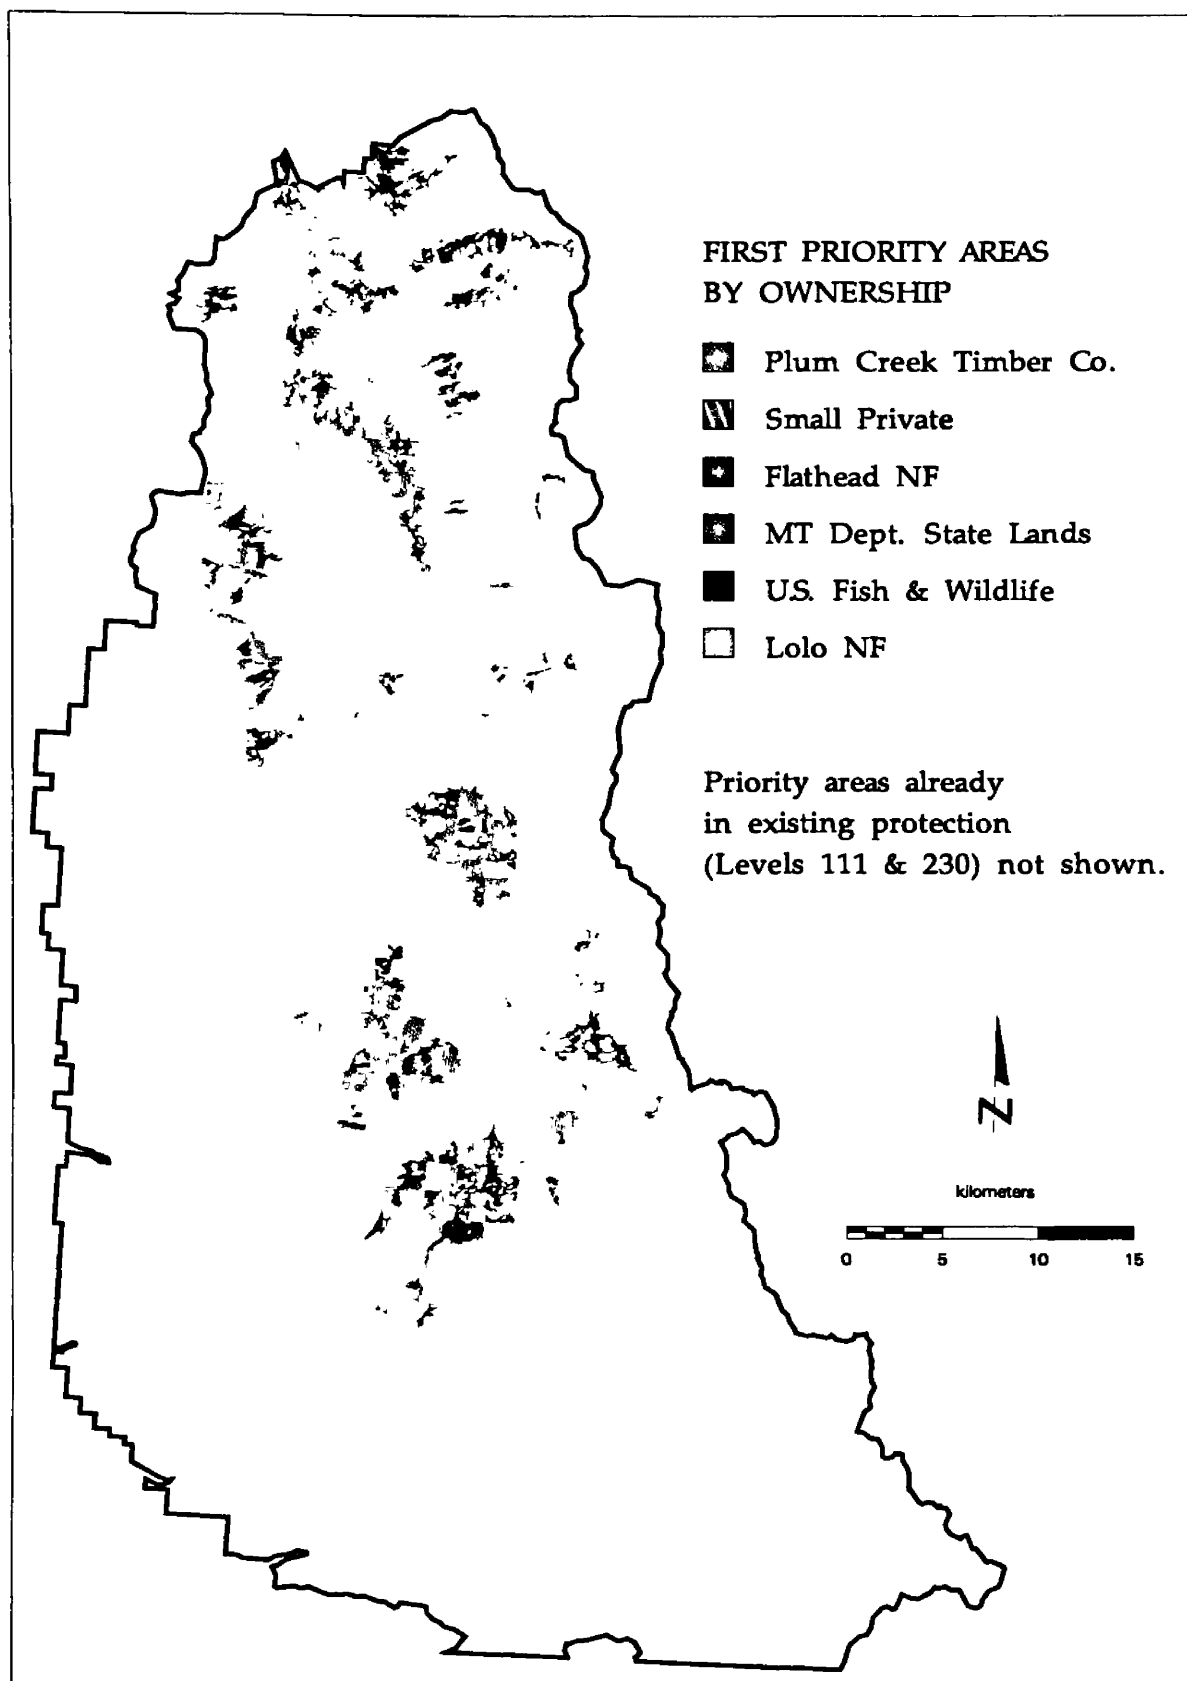 FIRST PRIORITY AREAS
BY OWNERSHIP
Plum Creek Timber Co.
Small Private
Flathead NF
MT Dept. State Lands
U.S. Fish & Wildlife
Lolo NF
Priority areas already
in existing protection
(Levels 111 & 230) not shown.
N
kilometers
0 5 10 15